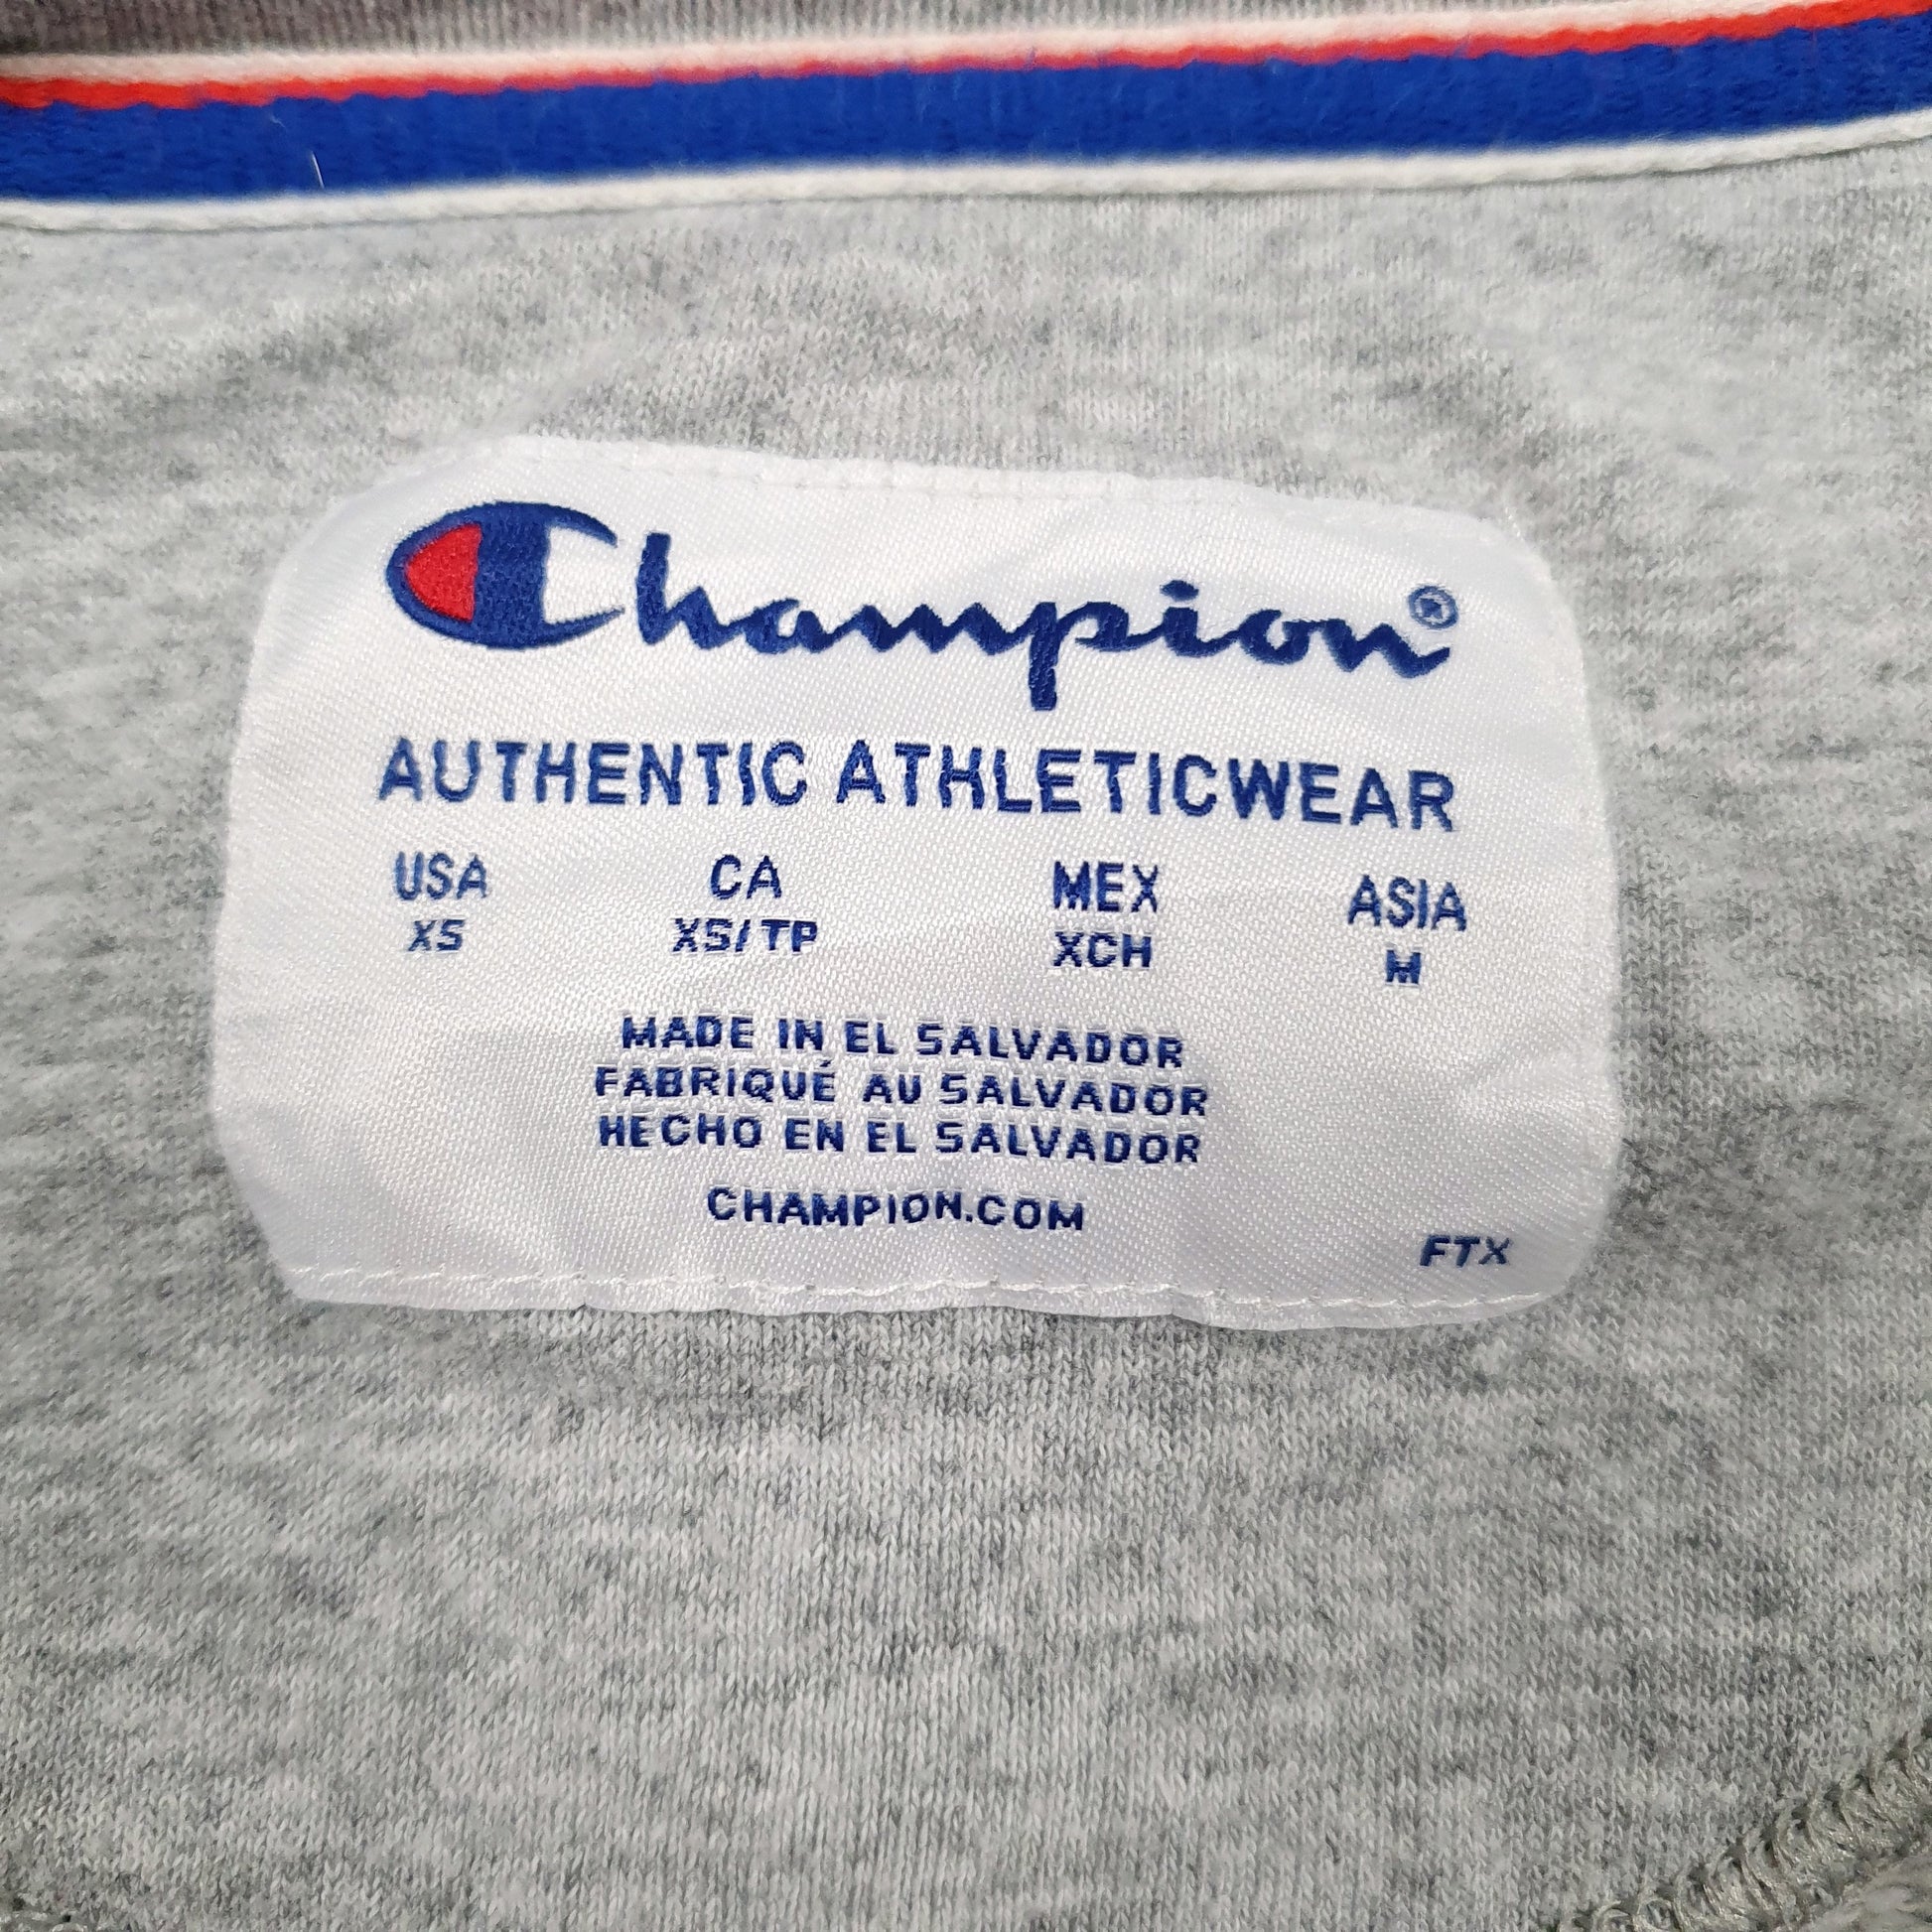 Champion®
AUTHENTIC ATHLETICWEAR
USA CA MEX ASIA
XS XS/TP XCH M
MADE IN EL SALVADOR
FABRIQUÉ AU SALVADOR
HECHO EN EL SALVADOR
CHAMPION.COM
FTX